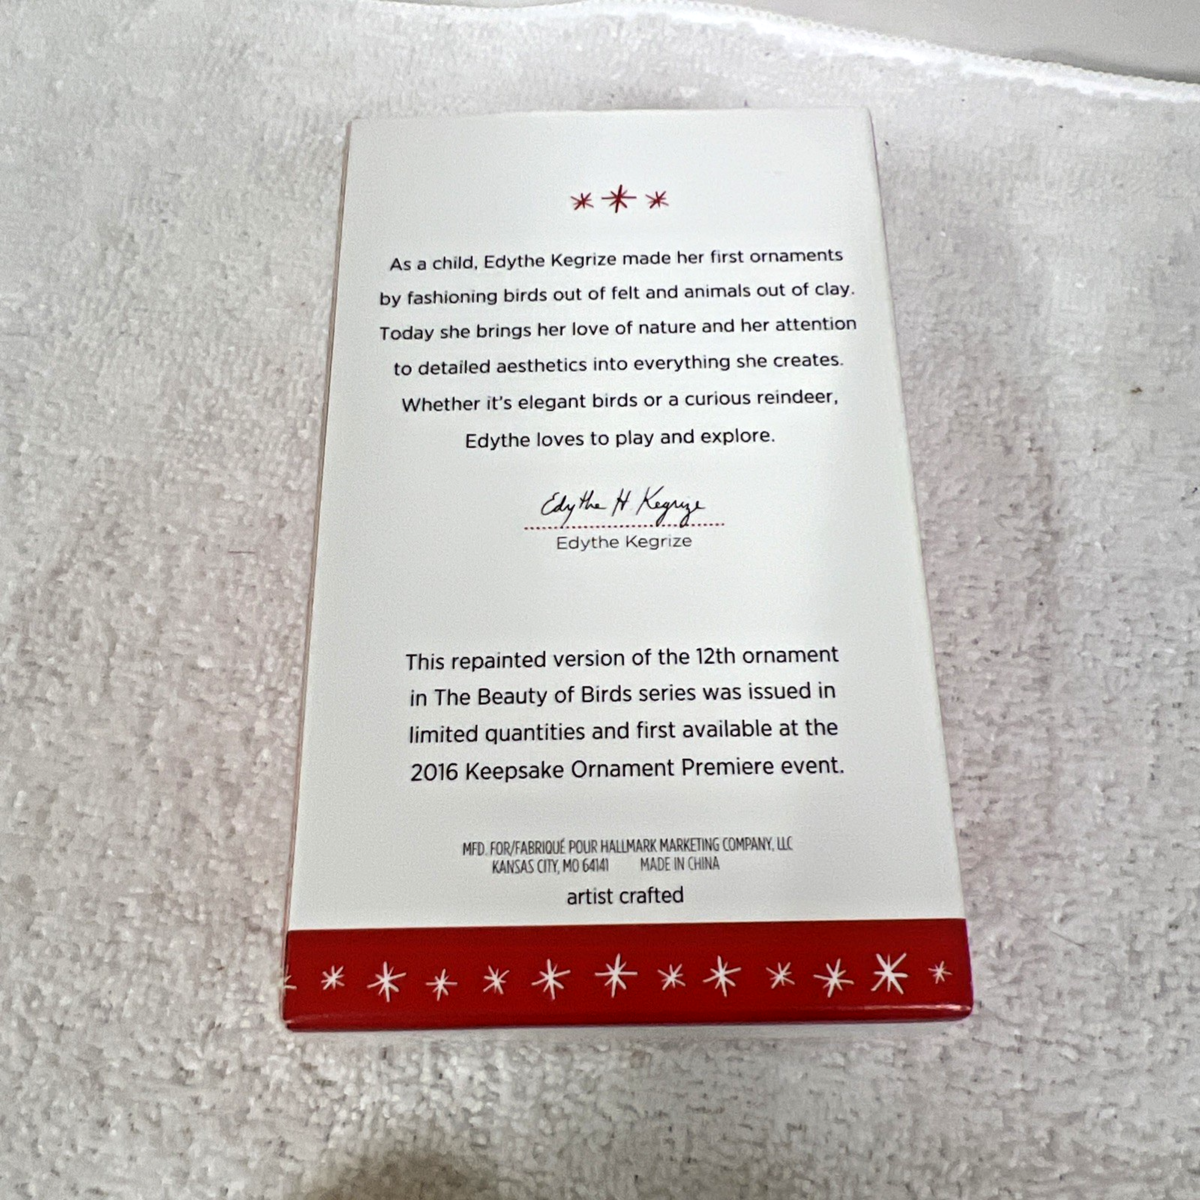 As a child, Edythe Kegrize made her first ornaments
by fashioning birds out of felt and animals out of clay.
Today she brings her love of nature and her attention
to detailed aesthetics into everything she creates.
Whether it's elegant birds or a curious reindeer,
Edythe loves to play and explore.
Edythe H. Kegrize
Edythe Kegrize
This repainted version of the 12th ornament
in The Beauty of Birds series was issued in
limited quantities and first available at the
2016 Keepsake Ornament Premiere event.
MFD. FOR/FABRIQUÉ POUR HALLMARK MARKETING COMPANY, LLC
KANSAS CITY, MO 64141 MADE IN CHINA
artist crafted